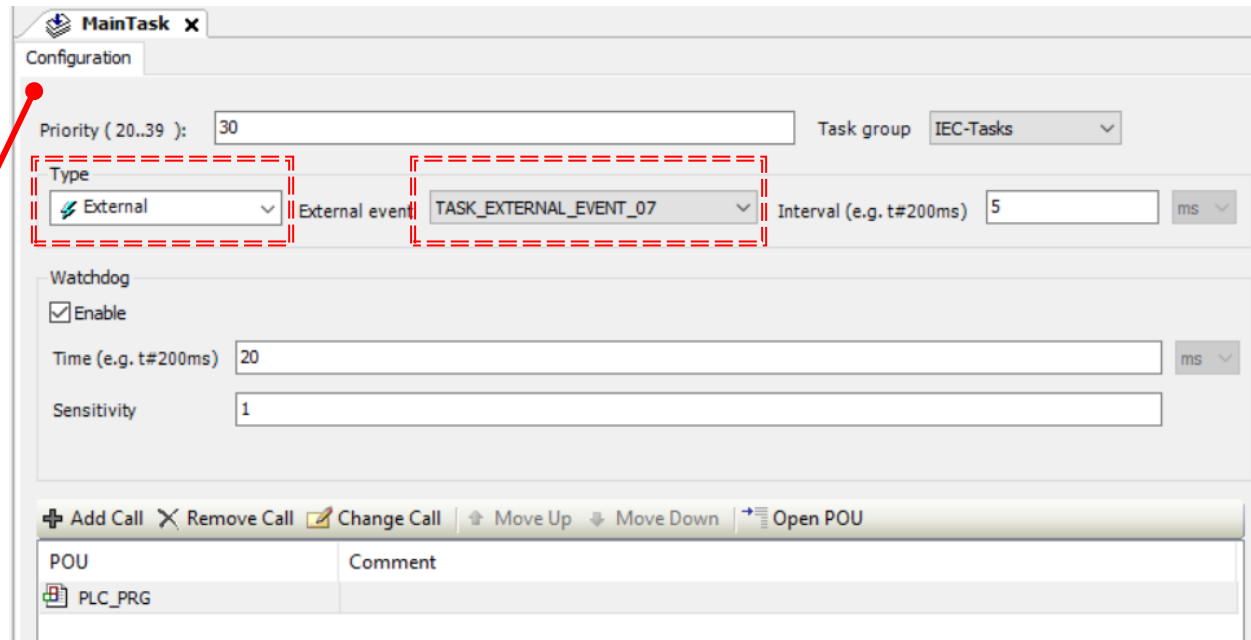 MainTask
Configuration
Priority ( 20..39 ): 30 Task group IEC-Tasks
Type
External External event TASK_EXTERNAL_EVENT_07 Interval (e.g. t#200ms) 5 ms
Watchdog
Enable
Time (e.g. t#200ms) 20 ms
Sensitivity 1
Add Call Remove Call Change Call Move Up Move Down Open POU
POU Comment
PLC_PRG